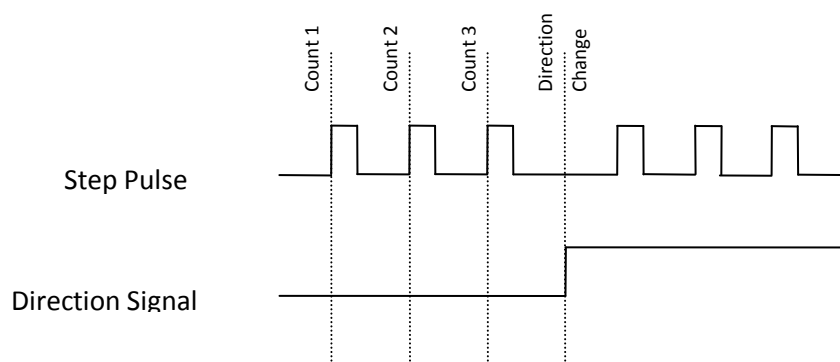 Count 1
Count 2
Count 3
Direction
Change
Step Pulse
Direction Signal